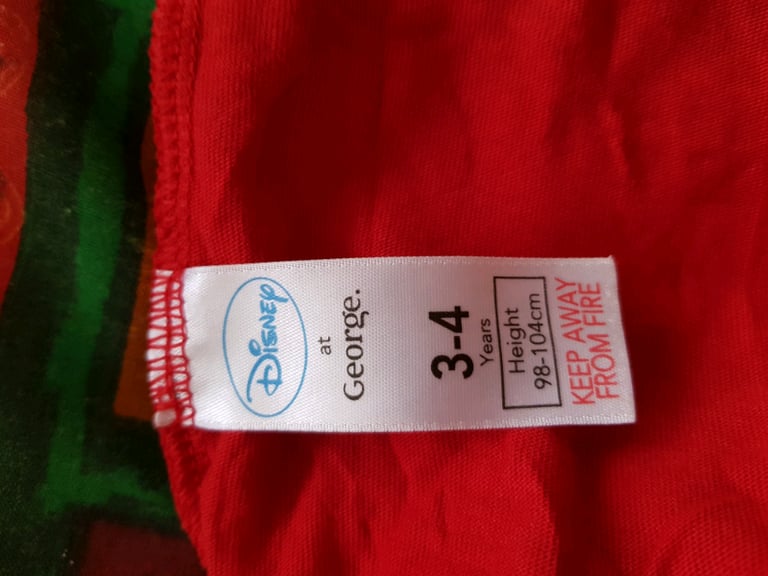 Disney
at
George.
3-4
Years
Height
98-104cm
KEEP AWAY
FROM FIRE